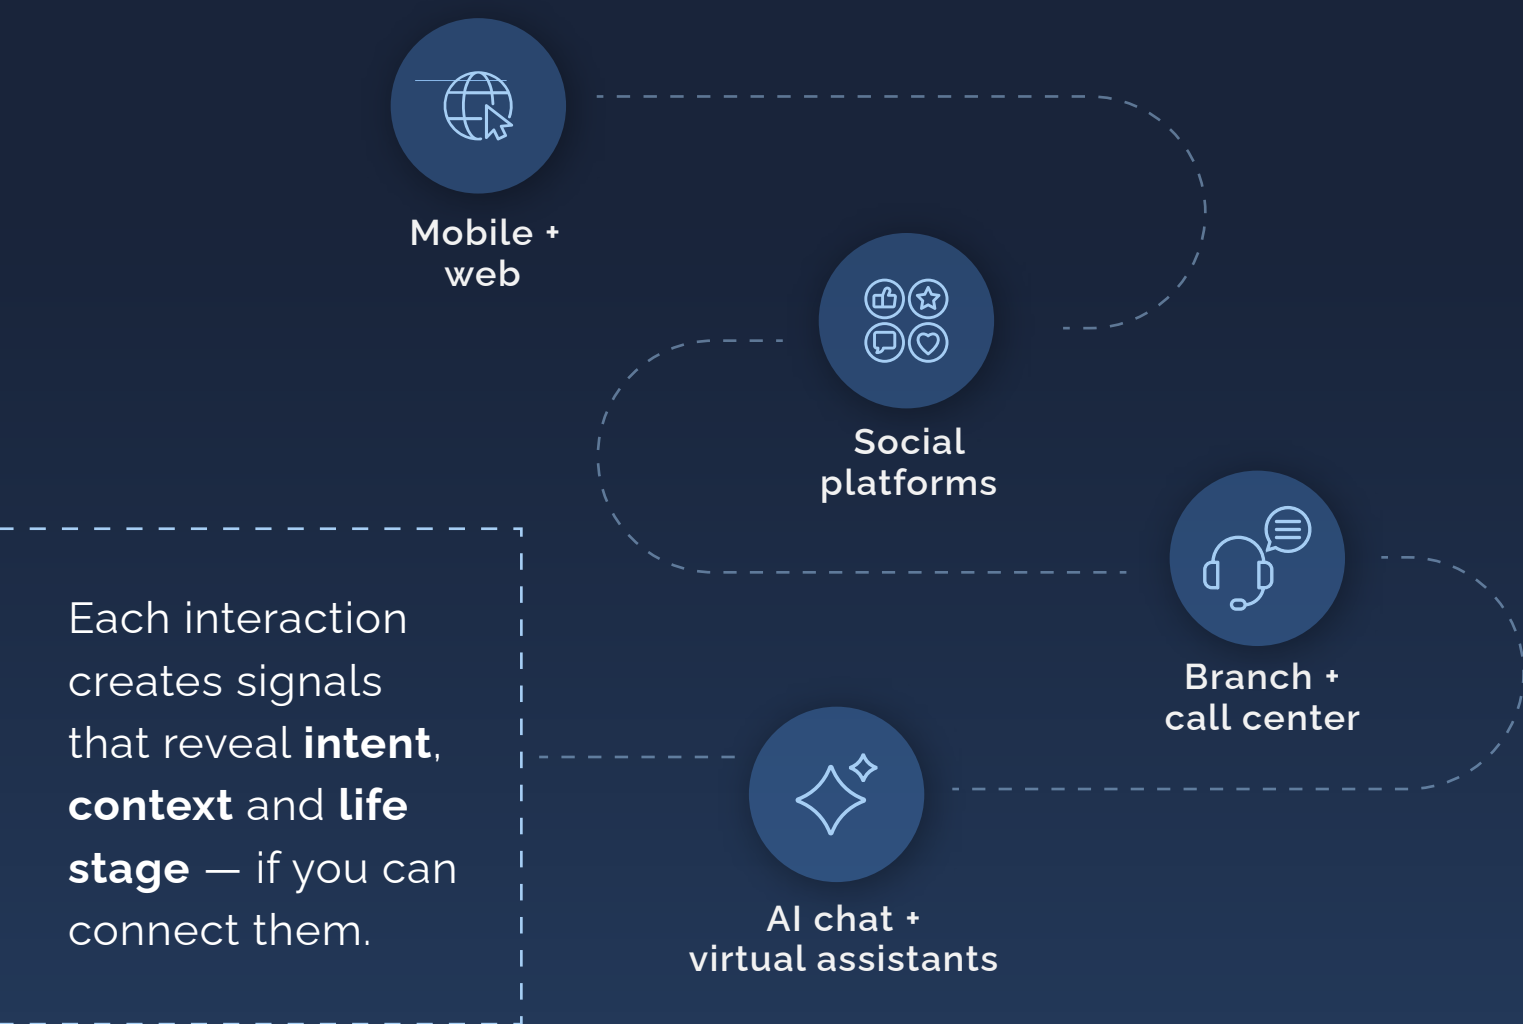 Mobile +
web
Social
platforms
Branch +
call center
AI chat +
virtual assistants
Each interaction
creates signals
that reveal intent,
context and life
stage — if you can
connect them.